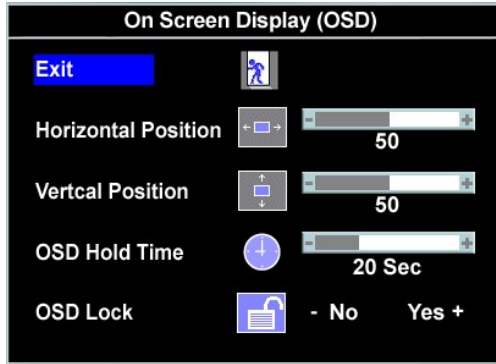 On Screen Display (OSD)
Exit
Horizontal Position - + 50
Vertcal Position - + 50
OSD Hold Time - + 20 Sec
OSD Lock - No Yes +